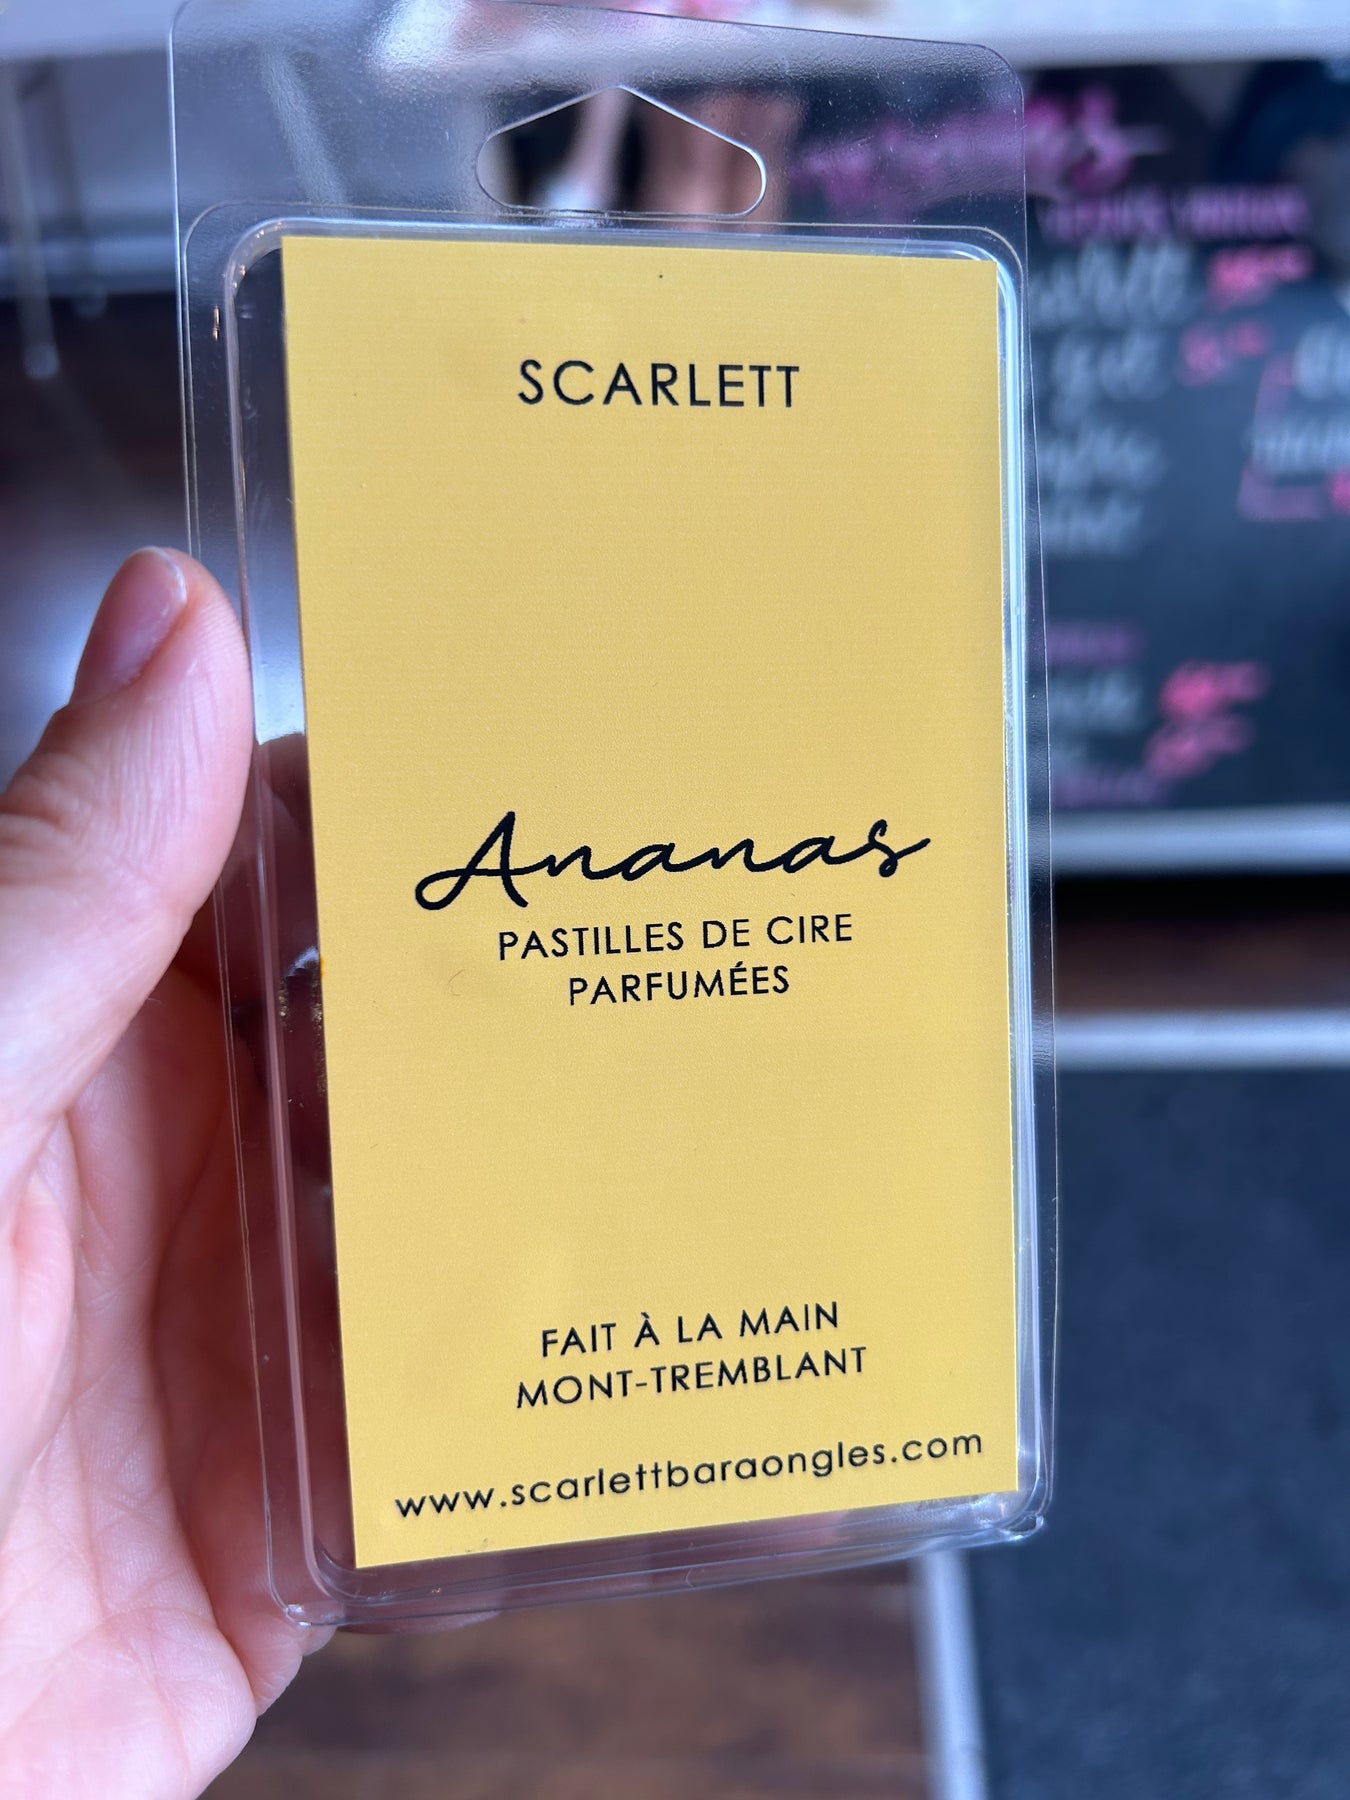 SCARLETT
Ananas
PASTILLES DE CIRE
PARFUMÉES
FAIT À LA MAIN
MONT-TREMBLANT
www.scarlettbaraongles.com